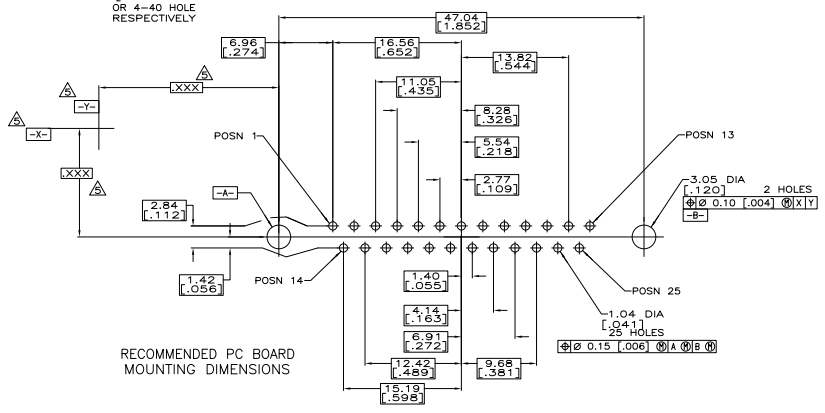 OR 4-40 HOLE
RESPECTIVELY
47.04
[1.852]
6.96
[.274]
16.56
[.652]
13.82
[.544]
5
.XXX
11.05
[.435]
5
-Y-
8.28
[.326]
5
-X-
POSN 1
5.54
[.218]
POSN 13
.XXX
5
2.77
[.109]
3.05 DIA
[.120]
2 HOLES
⌖ Ø 0.10 [.004] Ⓜ X Y
-B-
-A-
2.84
[.112]
1.42
[.056]
POSN 14
1.40
[.055]
POSN 25
4.14
[.163]
1.04 DIA
[.041]
25 HOLES
⌖ Ø 0.15 [.006] Ⓜ A Ⓜ B Ⓜ
6.91
[.272]
RECOMMENDED PC BOARD
MOUNTING DIMENSIONS
12.42
[.489]
9.68
[.381]
15.19
[.598]